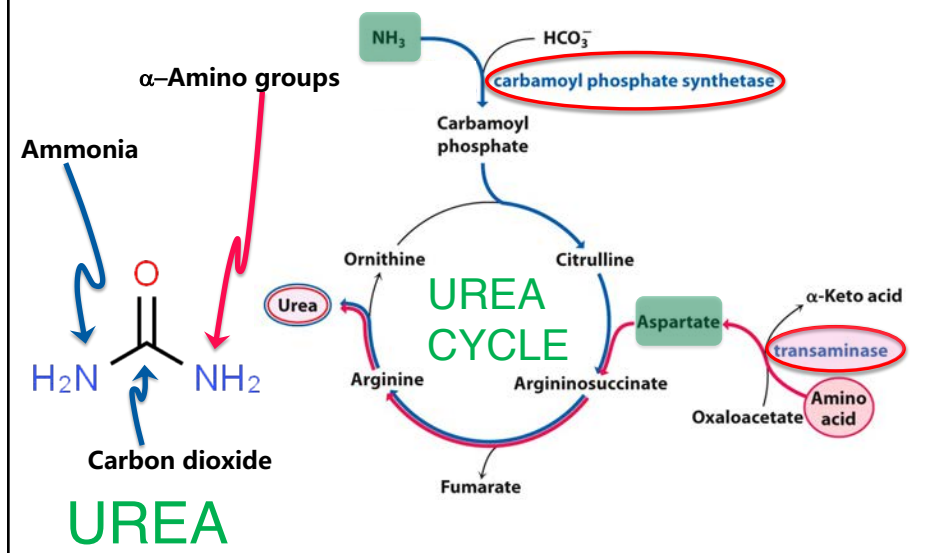 NH3
HCO3−
α–Amino groups
carbamoyl phosphate synthetase
Carbamoyl
phosphate
Ammonia
O
H2N
NH2
Carbon dioxide
UREA
Ornithine
Citrulline
Urea
UREA
CYCLE
Aspartate
α-Keto acid
transaminase
Arginine
Argininosuccinate
Oxaloacetate
Amino
acid
Fumarate